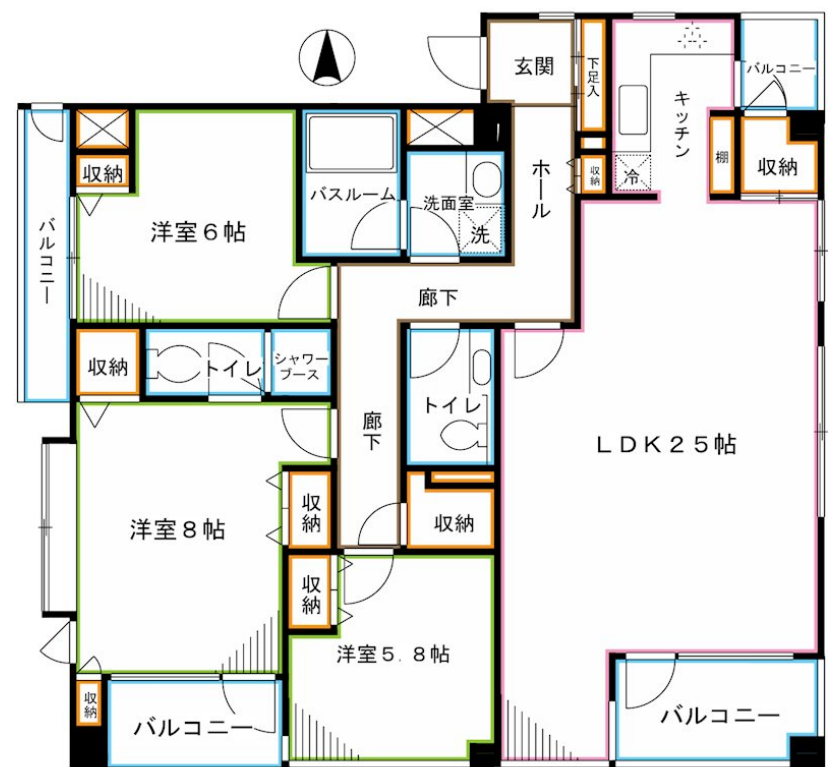 玄関
下足入
キッチン
バルコニー
棚
収納
冷
収納
ホール
収納
バスルーム
洗面室
洗
バルコニー
洋室6帖
廊下
収納
トイレ
シャワー
ブース
トイレ
廊下
LDK25帖
洋室8帖
収納
収納
収納
洋室5.8帖
収納
バルコニー
バルコニー